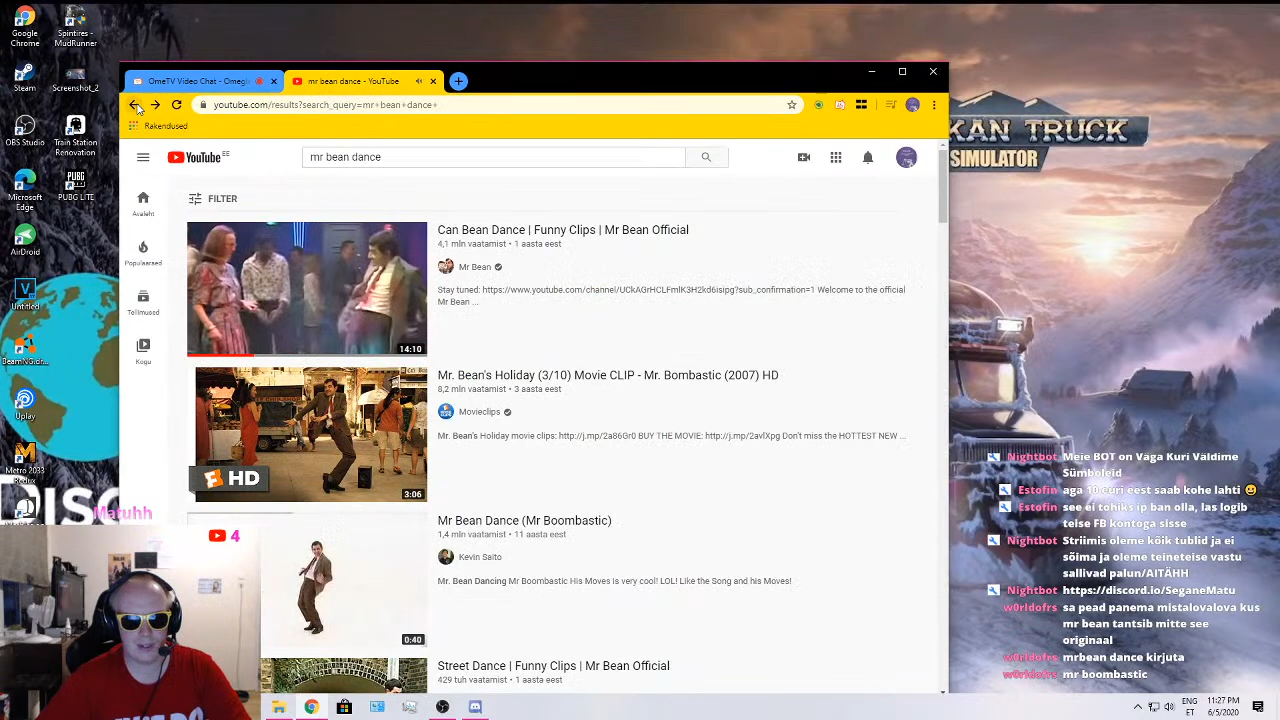 Google
Chrome
Spintires -
MudRunner
Steam
Screenshot_2
OBS Studio
Train Station
Renovation
Microsoft
Edge
PUBG LITE
AirDroid
Untitled
BeamNG.dr...
Uplay
Metro 2033
Redux
OmeTV Video Chat - Omegl
mr bean dance - YouTube
youtube.com/results?search_query=mr+bean+dance+
Rakendused
YouTube EE
mr bean dance
Avaleht
Populaarsed
Tellimused
Kogu
FILTER
14:10
Can Bean Dance | Funny Clips | Mr Bean Official
4,1 mln vaatamist • 1 aasta eest
Mr Bean
Stay tuned: https://www.youtube.com/channel/UCkAGrHCLFmlK3H2kd6isipg?sub_confirmation=1 Welcome to the official
Mr Bean ...
HD
3:06
Mr. Bean's Holiday (3/10) Movie CLIP - Mr. Bombastic (2007) HD
8,2 mln vaatamist • 3 aasta eest
Movieclips
Mr. Bean's Holiday movie clips: http://j.mp/2a86Gr0 BUY THE MOVIE: http://j.mp/2avlXpg Don't miss the HOTTEST NEW ...
0:40
Mr Bean Dance (Mr Boombastic)
1,4 mln vaatamist • 11 aasta eest
Kevin Saito
Mr. Bean Dancing Mr Boombastic His Moves is very cool! LOL! Like the Song and his Moves!
Street Dance | Funny Clips | Mr Bean Official
429 tuh vaatamist • 1 aasta eest
Matuhh
4
KAN TRUCK
SIMULATOR
Nightbot Meie BOT on Väga Kuri Väldime
Sümboleid
Estofin aga 10 euri eest saab kohe lahti 😀
Estofin see ei tohiks ip ban olla, las logib
teise FB kontoga sisse
Nightbot Striimis oleme kõik tublid ja ei
sõima ja oleme teineteise vastu
sallivad palun/AITÄHH
Nightbot https://discord.io/SeganeMatu
w0rldofrs sa pead panema mistalovalova kus
mr bean tantsib mitte see
originaal
w0rldofrs mrbean dance kirjuta
w0rldofrs mr boombastic
ENG
ET
11:27 PM
6/5/2020